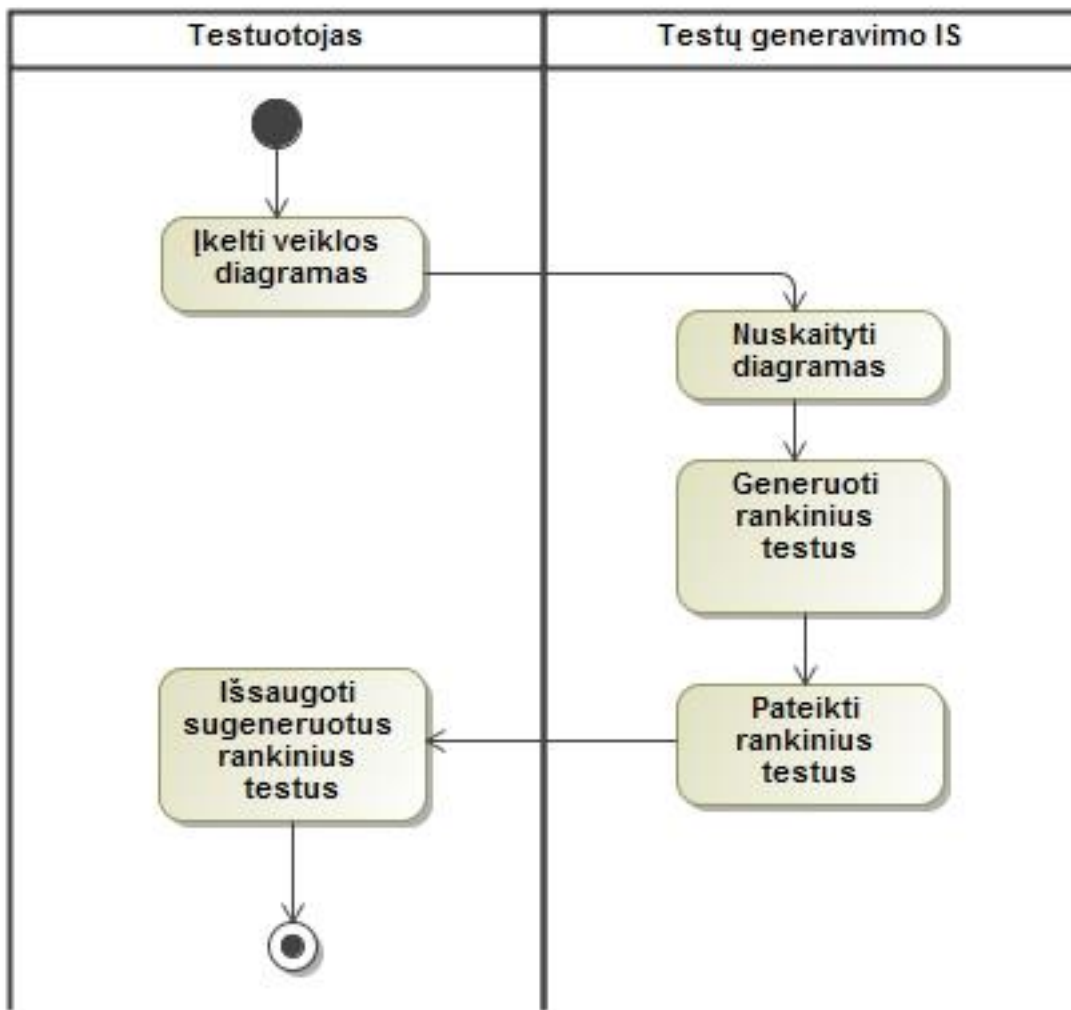 Testuotojas
Testų generavimo IS
Įkelti veiklos
diagramas
Nuskaityti
diagramas
Generuoti
rankinius
testus
Pateikti
rankinius
testus
Išsaugoti
sugeneruotus
rankinius
testus